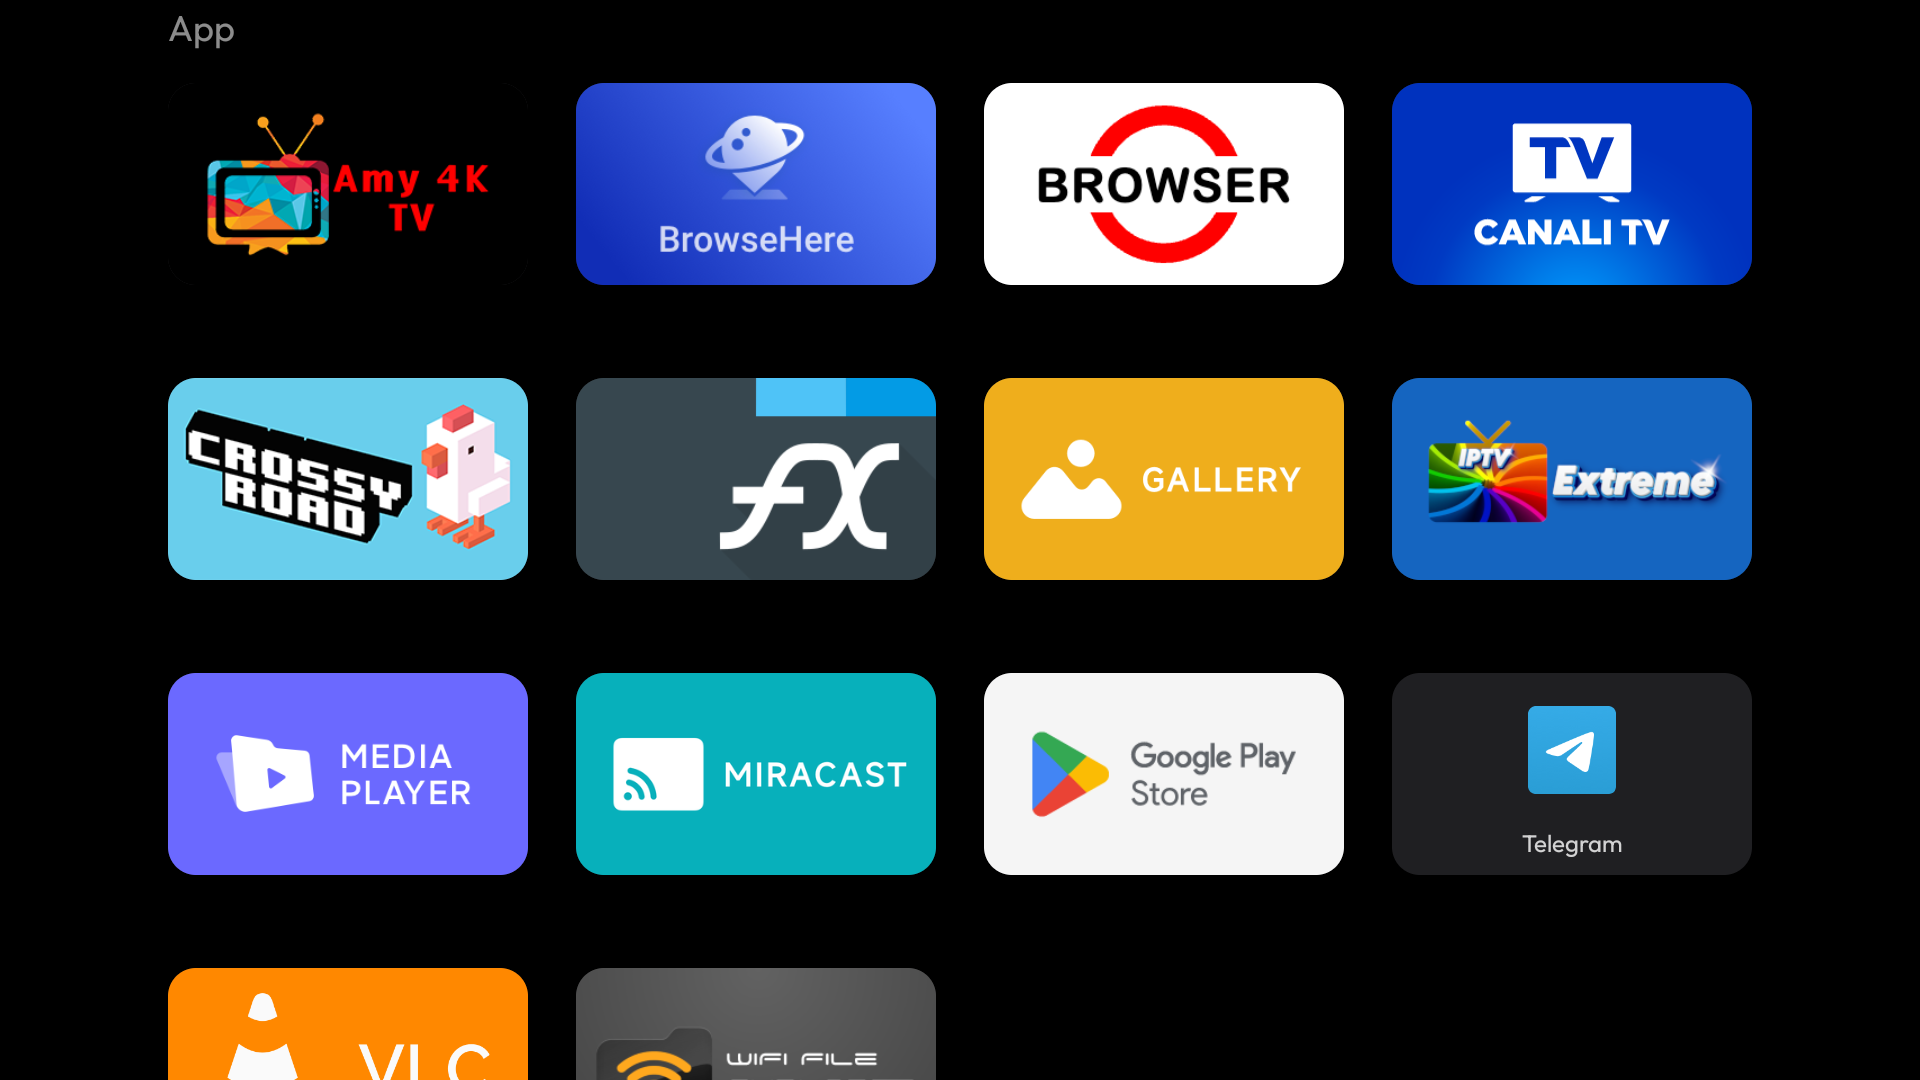 App
Amy 4K
TV
BrowseHere
BROWSER
TV
CANALI TV
CROSSY
ROAD
fX
GALLERY
IPTV
Extreme
MEDIA
PLAYER
MIRACAST
Google Play
Store
Telegram
VLC
WIFI FILE